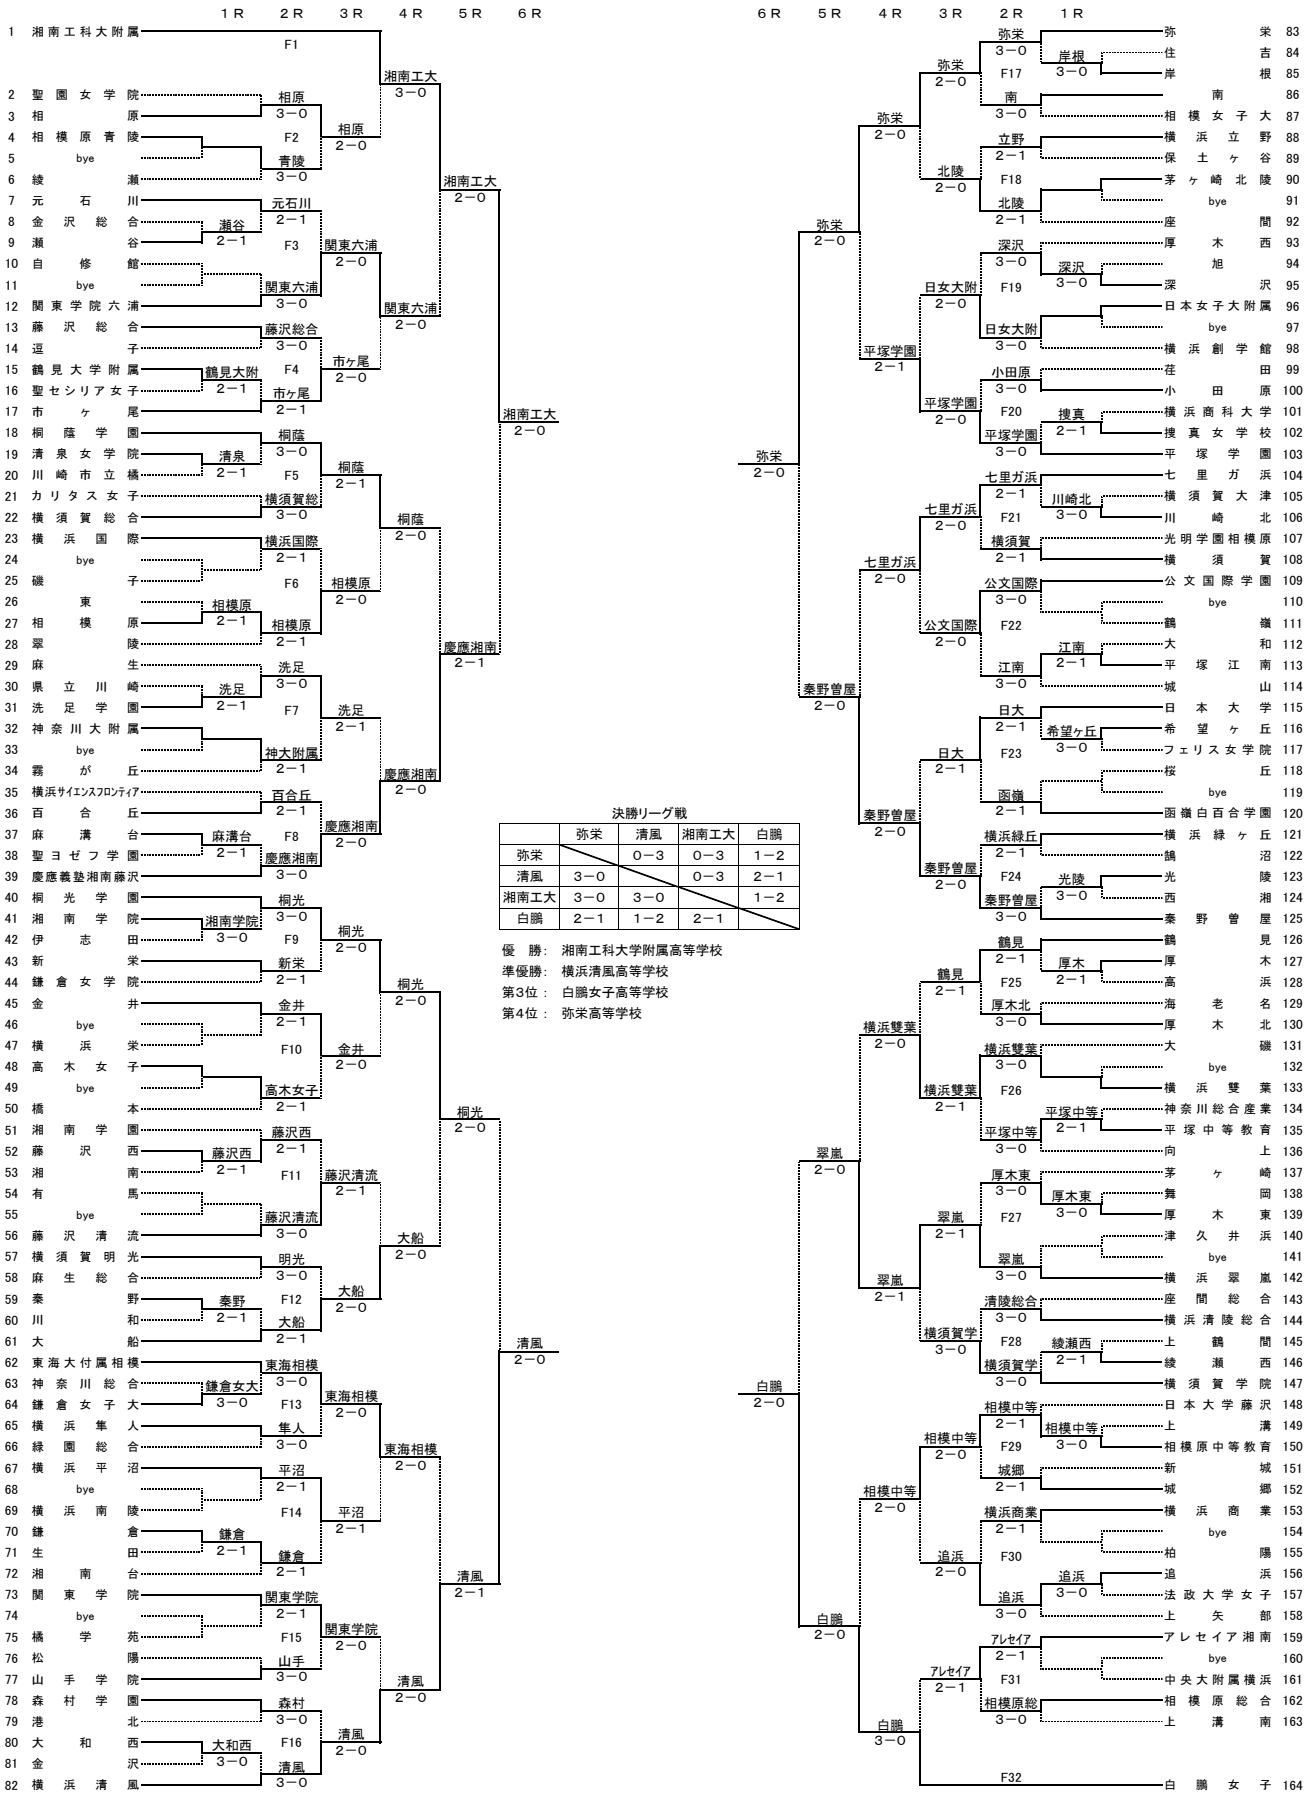 1R 2R 3R 4R 5R 6R
6R 5R 4R 3R 2R 1R
1 湘南工科大附属
2 聖園女学院
3 相原
4 相模原青陵
5 bye
6 綾瀬
7 元石川
8 金沢総合
9 瀬谷
10 自修館
11 bye
12 関東学院六浦
13 藤沢総合
14 逗子
15 鶴見大学附属
16 聖セシリア女子
17 市ヶ尾
18 桐蔭学園
19 清泉女学院
20 川崎市立橘
21 カリタス女子
22 横須賀総合
23 横浜国際
24 bye
25 磯子
26 東
27 相模原
28 翠陵
29 麻生
30 県立川崎
31 洗足学園
32 神奈川大附属
33 bye
34 霧が丘
35 横浜サイエンスフロンティア
36 百合丘
37 麻溝台
38 聖ヨゼフ学園
39 慶應義塾湘南藤沢
40 桐光学園
41 湘南学院
42 伊志田
43 新栄
44 鎌倉女学院
45 金井
46 bye
47 横浜栄
48 高木女子
49 bye
50 橋本
51 湘南学園
52 藤沢西
53 湘南
54 有馬
55 bye
56 藤沢清流
57 横須賀明光
58 麻生総合
59 秦野
60 川和
61 大船
62 東海大付属相模
63 神奈川総合
64 鎌倉女子大
65 横浜隼人
66 緑園総合
67 横浜平沼
68 bye
69 横浜南陵
70 鎌倉
71 生田
72 湘南台
73 関東学院
74 bye
75 橘学苑
76 松陽
77 山手学院
78 森村学園
79 港北
80 大和西
81 金沢
82 横浜清風
瀬谷 2-1
鶴見大附 2-1
清泉 2-1
相模原 2-1
洗足 2-1
麻溝台 2-1
湘南学院 3-0
藤沢西 2-1
秦野 2-1
鎌倉女大 3-0
鎌倉 2-1
大和西 3-0
F1
相原 3-0
F2
青陵 3-0
元石川 2-1
F3
関東六浦 3-0
藤沢総合 3-0
F4
市ヶ尾 2-1
桐蔭 3-0
F5
横須賀総 3-0
横浜国際 2-1
F6
相模原 2-1
洗足 3-0
F7
神大附属 2-1
百合丘 2-1
F8
慶應湘南 3-0
桐光 3-0
F9
新栄 2-1
金井 2-1
F10
高木女子 2-1
藤沢西 2-1
F11
藤沢清流 3-0
明光 3-0
F12
大船 2-1
東海相模 3-0
F13
隼人 3-0
平沼 2-1
F14
鎌倉 2-1
関東学院 2-1
F15
山手 3-0
森村 3-0
F16
清風 3-0
相原 2-0
関東六浦 2-0
市ヶ尾 2-0
桐蔭 2-1
相模原 2-0
洗足 2-1
慶應湘南 2-0
桐光 2-0
金井 2-0
藤沢清流 2-1
大船 2-0
東海相模 2-0
平沼 2-1
関東学院 2-0
清風 2-0
湘南工大 3-0
関東六浦 2-0
桐蔭 2-0
慶應湘南 2-0
桐光 2-0
大船 2-0
東海相模 2-0
清風 2-0
湘南工大 2-0
慶應湘南 2-1
桐光 2-0
清風 2-1
湘南工大 2-0
清風 2-0
決勝リーグ戦
弥栄 清風 湘南工大 白鵬
弥栄 0-3 0-3 1-2
清風 3-0 0-3 2-1
湘南工大 3-0 3-0 1-2
白鵬 2-1 1-2 2-1
優 勝: 湘南工科大学附属高等学校
準優勝: 横浜清風高等学校
第3位: 白鵬女子高等学校
第4位: 弥栄高等学校
弥栄 2-0
白鵬 2-0
弥栄 2-0
秦野曽屋 2-0
翠嵐 2-0
白鵬 2-0
弥栄 2-0
平塚学園 2-1
七里ガ浜 2-0
秦野曽屋 2-0
横浜雙葉 2-0
翠嵐 2-1
相模中等 2-0
白鵬 3-0
弥栄 2-0
北陵 2-0
日女大附 2-0
平塚学園 2-0
七里ガ浜 2-0
公文国際 2-0
日大 2-1
秦野曽屋 2-0
鶴見 2-1
横浜雙葉 2-1
翠嵐 2-1
横須賀学 3-0
相模中等 2-0
追浜 2-0
アレセイア 2-1
弥栄 3-0
F17
南 3-0
立野 2-1
F18
北陵 2-1
深沢 3-0
F19
日女大附 3-0
小田原 3-0
F20
平塚学園 3-0
七里ガ浜 2-1
F21
横須賀 2-1
公文国際 3-0
F22
江南 3-0
日大 2-1
F23
函嶺 2-1
横浜緑丘 2-1
F24
秦野曽屋 3-0
鶴見 2-1
F25
厚木北 3-0
横浜雙葉 3-0
F26
平塚中等 3-0
厚木東 3-0
F27
翠嵐 3-0
清陵総合 3-0
F28
横須賀学 3-0
相模中等 2-1
F29
城郷 2-1
横浜商業 2-1
F30
追浜 3-0
アレセイア 2-1
F31
相模原総 3-0
F32
岸根 3-0
深沢 3-0
捜真 2-1
川崎北 3-0
江南 2-1
希望ヶ丘 3-0
光陵 3-0
厚木 2-1
平塚中等 2-1
厚木東 3-0
綾瀬西 2-1
相模中等 3-0
追浜 3-0
弥栄 83
住吉 84
岸根 85
南 86
相模女子大 87
横浜立野 88
保土ヶ谷 89
茅ヶ崎北陵 90
bye 91
座間 92
厚木西 93
旭 94
深沢 95
日本女子大附属 96
bye 97
横浜創学館 98
荏田 99
小田原 100
横浜商科大学 101
捜真女学校 102
平塚学園 103
七里ガ浜 104
横須賀大津 105
川崎北 106
光明学園相模原 107
横須賀 108
公文国際学園 109
bye 110
鶴嶺 111
大和 112
平塚江南 113
城山 114
日本大学 115
希望ヶ丘 116
フェリス女学院 117
桜丘 118
bye 119
函嶺白百合学園 120
横浜緑ヶ丘 121
鵠沼 122
光陵 123
西湘 124
秦野曽屋 125
鶴見 126
厚木 127
高浜 128
海老名 129
厚木北 130
大磯 131
bye 132
横浜雙葉 133
神奈川総合産業 134
平塚中等教育 135
向上 136
茅ヶ崎 137
舞岡 138
厚木東 139
津久井浜 140
bye 141
横浜翠嵐 142
座間総合 143
横浜清陵総合 144
上鶴間 145
綾瀬西 146
横須賀学院 147
日本大学藤沢 148
上溝 149
相模原中等教育 150
新城 151
城郷 152
横浜商業 153
bye 154
柏陽 155
追浜 156
法政大学女子 157
上矢部 158
アレセイア湘南 159
bye 160
中央大附属横浜 161
相模原総合 162
上溝南 163
白鵬女子 164